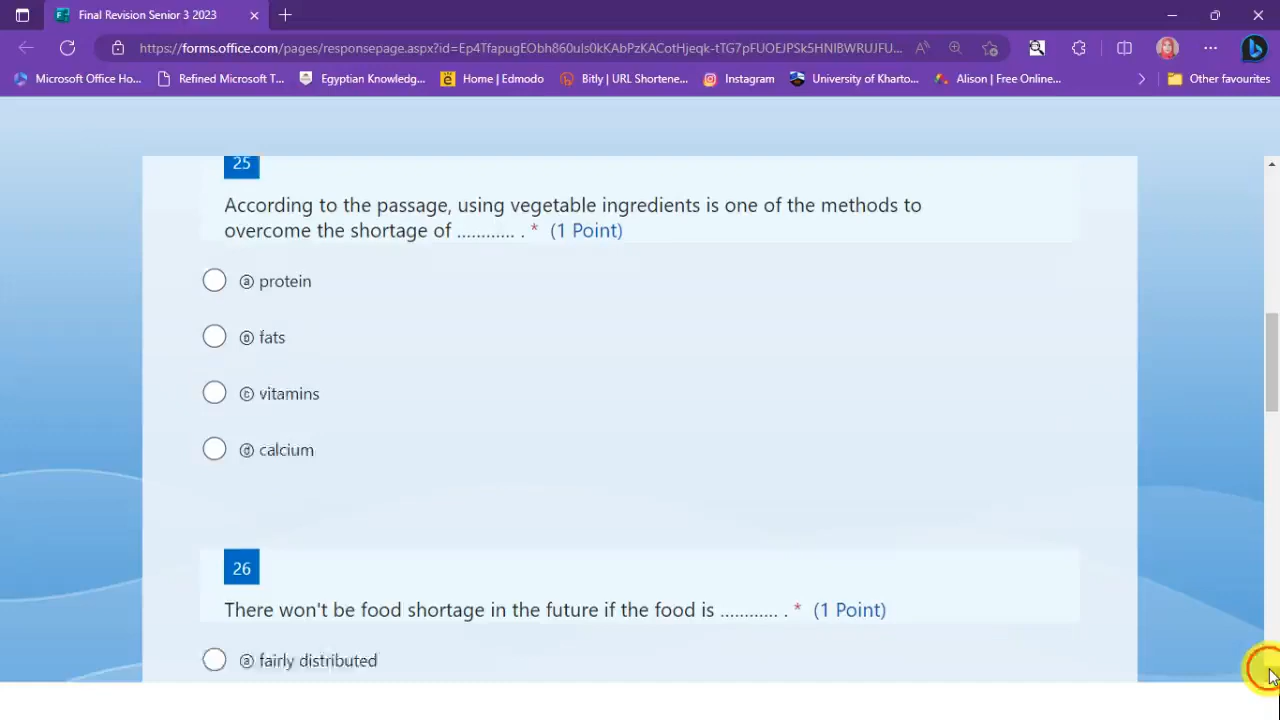 Final Revision Senior 3 2023
https://forms.office.com/pages/responsepage.aspx?id=Ep4TfapugEObh860uls0kKAbPzKACotHjeqk-tTG7pFUOEJPSk5HNlBWRUJFU...
Microsoft Office Ho...
Refined Microsoft T...
Egyptian Knowledg...
Home | Edmodo
Bitly | URL Shortene...
Instagram
University of Kharto...
Alison | Free Online...
Other favourites
25
According to the passage, using vegetable ingredients is one of the methods to
overcome the shortage of ............ . * (1 Point)
ⓐ protein
ⓑ fats
ⓒ vitamins
ⓓ calcium
26
There won't be food shortage in the future if the food is ............ . * (1 Point)
ⓐ fairly distributed